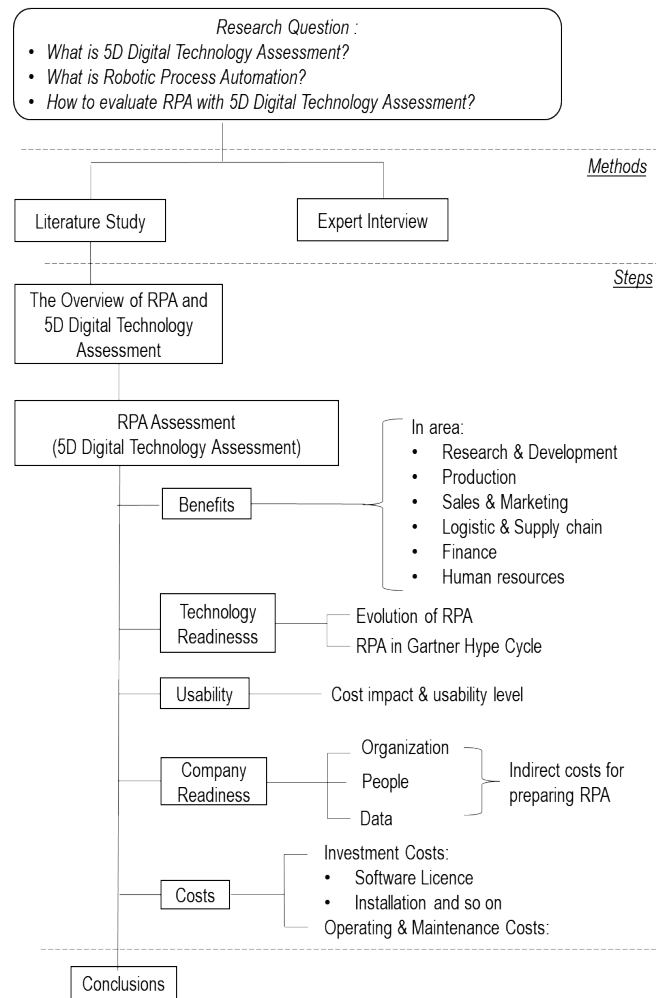 Research Question :
• What is 5D Digital Technology Assessment?
• What is Robotic Process Automation?
• How to evaluate RPA with 5D Digital Technology Assessment?
Methods
Literature Study
Expert Interview
Steps
The Overview of RPA and
5D Digital Technology
Assessment
RPA Assessment
(5D Digital Technology Assessment)
Benefits
In area:
• Research & Development
• Production
• Sales & Marketing
• Logistic & Supply chain
• Finance
• Human resources
Technology
Readinesss
Evolution of RPA
RPA in Gartner Hype Cycle
Usability
Cost impact & usability level
Company
Readiness
Organization
People
Data
Indirect costs for
preparing RPA
Costs
Investment Costs:
• Software Licence
• Installation and so on
Operating & Maintenance Costs:
Conclusions